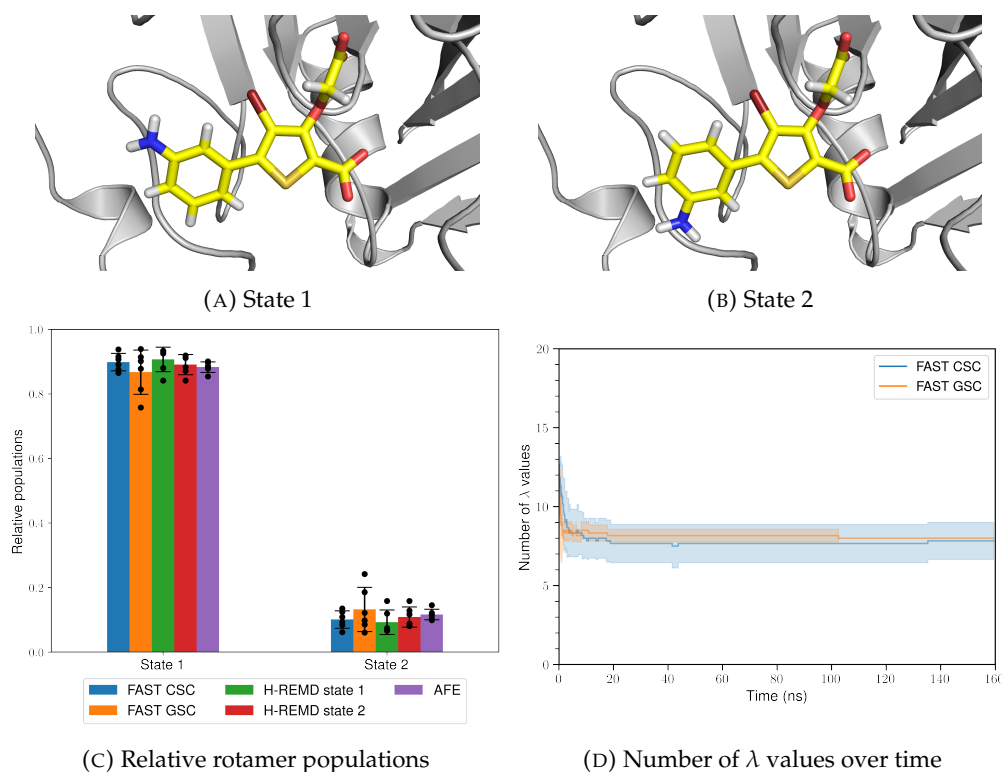 (A) State 1
(B) State 2
1.0
0.8
0.6
0.4
0.2
0.0
Relative populations
State 1
State 2
FAST CSC
FAST GSC
H-REMD state 1
H-REMD state 2
AFE
20
15
10
5
0
Number of λ values
FAST CSC
FAST GSC
0
20
40
60
80
100
120
140
160
Time (ns)
(C) Relative rotamer populations
(D) Number of λ values over time